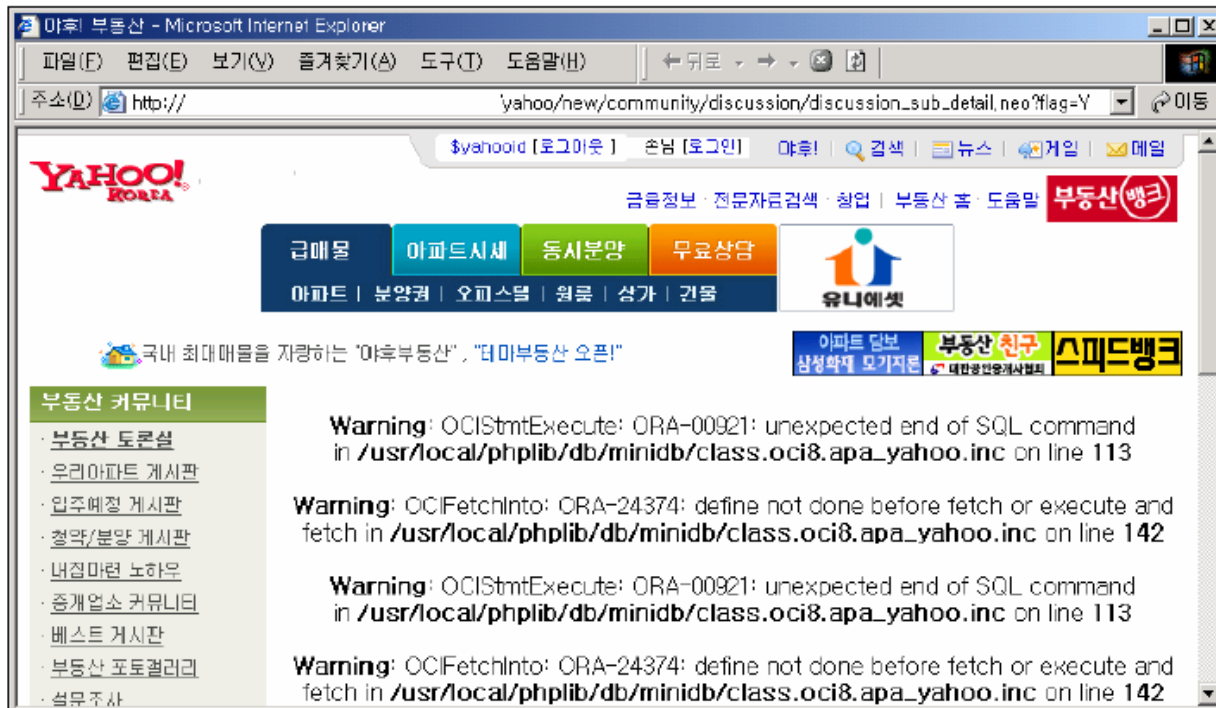 야후! 부동산 - Microsoft Internet Explorer
파일(F) 편집(E) 보기(V) 즐겨찾기(A) 도구(T) 도움말(H) 뒤로
주소(D) http:// yahoo/new/community/discussion/discussion_sub_detail.neo?flag=Y 이동
$yahooid [로그아웃 ] 손님 [로그인] 야후! | 검색 | 뉴스 | 게임 | 메일
YAHOO!
KOREA
금융정보 · 전문자료검색 · 창업 | 부동산 홈 · 도움말 부동산 뱅크
급매물 아파트시세 동시분양 무료상담
아파트 | 분양권 | 오피스텔 | 원룸 | 상가 | 건물
유니에셋
국내 최대매물을 자랑하는 "야후부동산" , "테마부동산 오픈!"
아파트 담보
삼성화재 모기지론
부동산 친구
대한공인중개사협회
스피드뱅크
부동산 커뮤니티
· 부동산 토론실
· 우리아파트 게시판
· 입주예정 게시판
· 청약/분양 게시판
· 내집마련 노하우
· 중개업소 커뮤니티
· 베스트 게시판
· 부동산 포토갤러리
· 설문조사
Warning: OCIStmtExecute: ORA-00921: unexpected end of SQL command
in /usr/local/phplib/db/minidb/class.oci8.apa_yahoo.inc on line 113
Warning: OCIFetchInto: ORA-24374: define not done before fetch or execute and
fetch in /usr/local/phplib/db/minidb/class.oci8.apa_yahoo.inc on line 142
Warning: OCIStmtExecute: ORA-00921: unexpected end of SQL command
in /usr/local/phplib/db/minidb/class.oci8.apa_yahoo.inc on line 113
Warning: OCIFetchInto: ORA-24374: define not done before fetch or execute and
fetch in /usr/local/phplib/db/minidb/class.oci8.apa_yahoo.inc on line 142